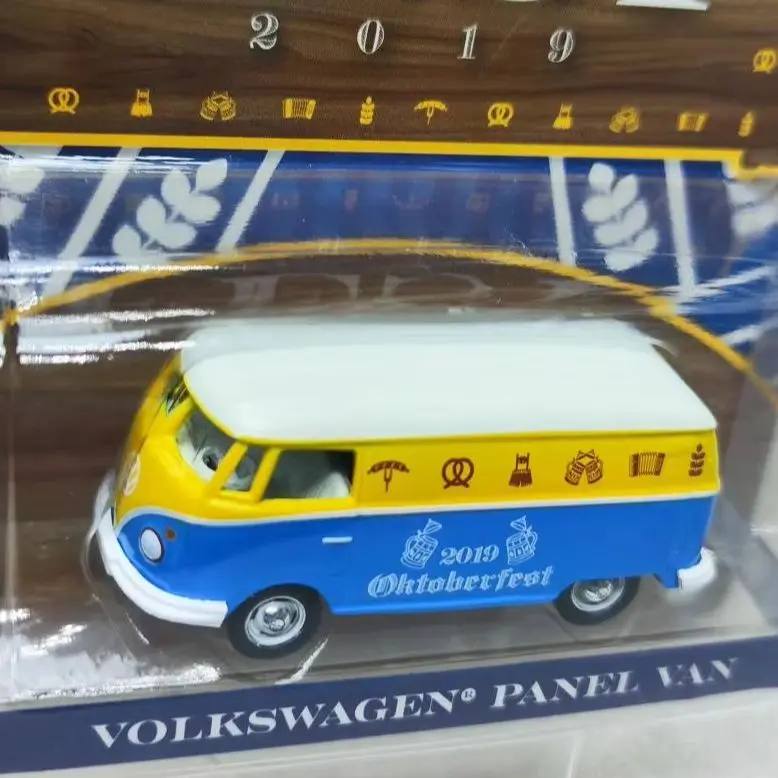 2019
2019
Oktoberfest
VOLKSWAGEN® PANEL VAN